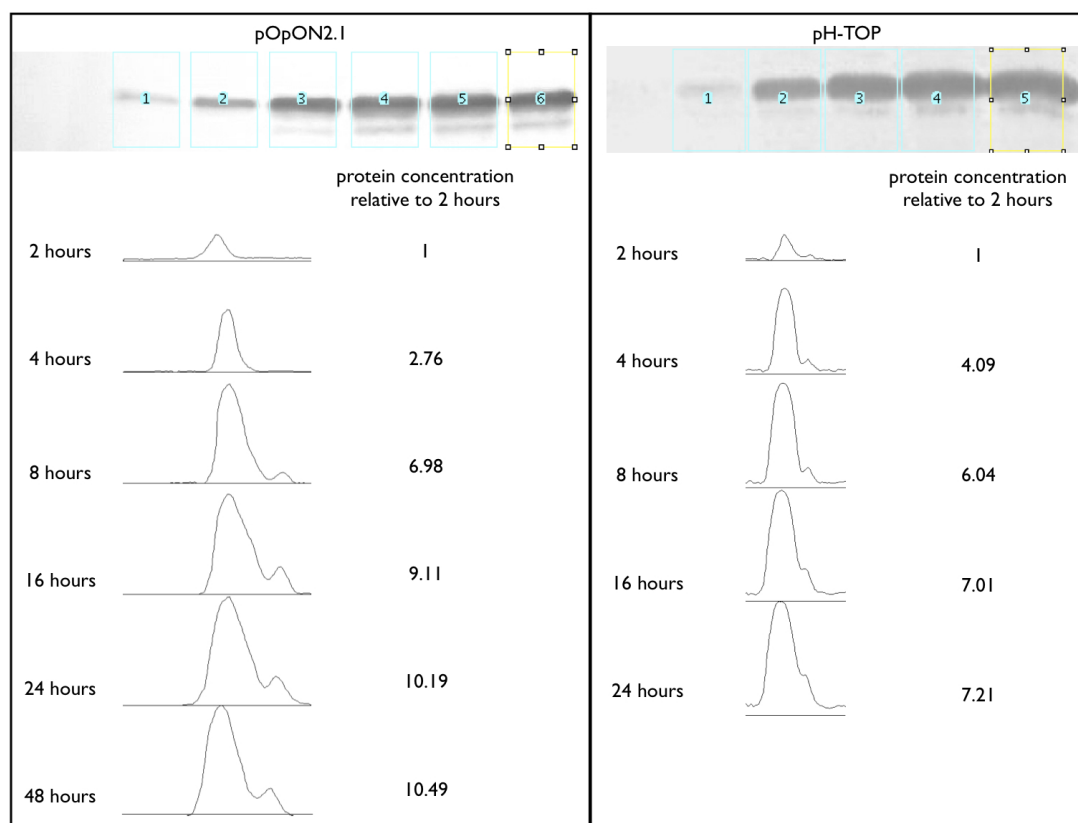 pOpON2.1
1 2 3 4 5 6
protein concentration
relative to 2 hours
2 hours 1
4 hours 2.76
8 hours 6.98
16 hours 9.11
24 hours 10.19
48 hours 10.49
pH-TOP
1 2 3 4 5
protein concentration
relative to 2 hours
2 hours 1
4 hours 4.09
8 hours 6.04
16 hours 7.01
24 hours 7.21